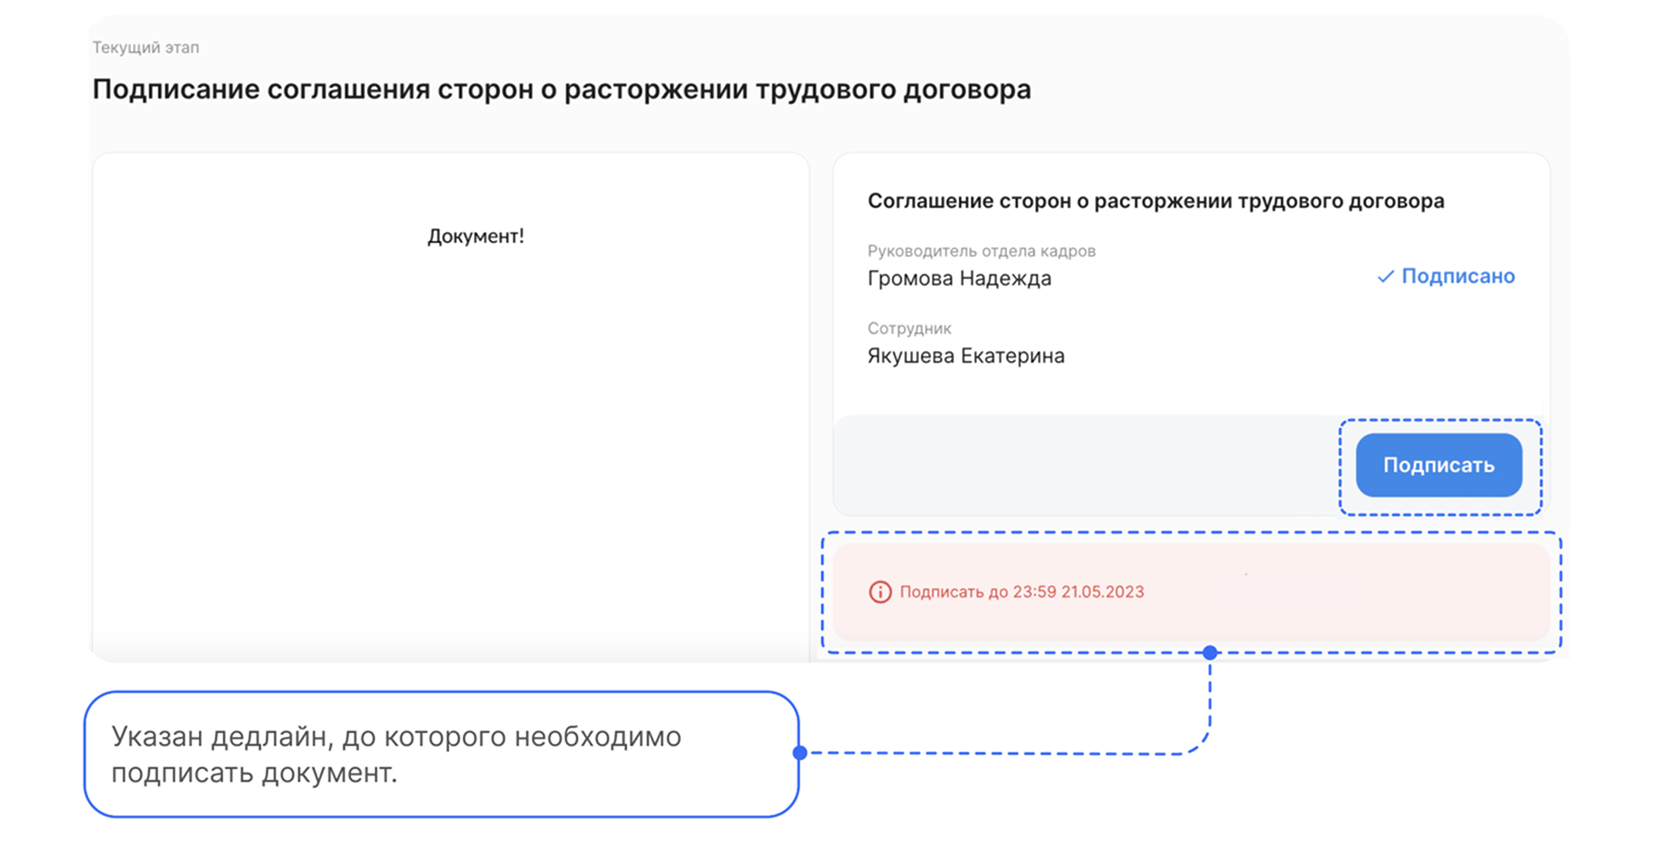 Текущий этап
Подписание соглашения сторон о расторжении трудового договора
Документ!
Соглашение сторон о расторжении трудового договора
Руководитель отдела кадров
Громова Надежда
Подписано
Сотрудник
Якушева Екатерина
Подписать
Подписать до 23:59 21.05.2023
Указан дедлайн, до которого необходимо
подписать документ.